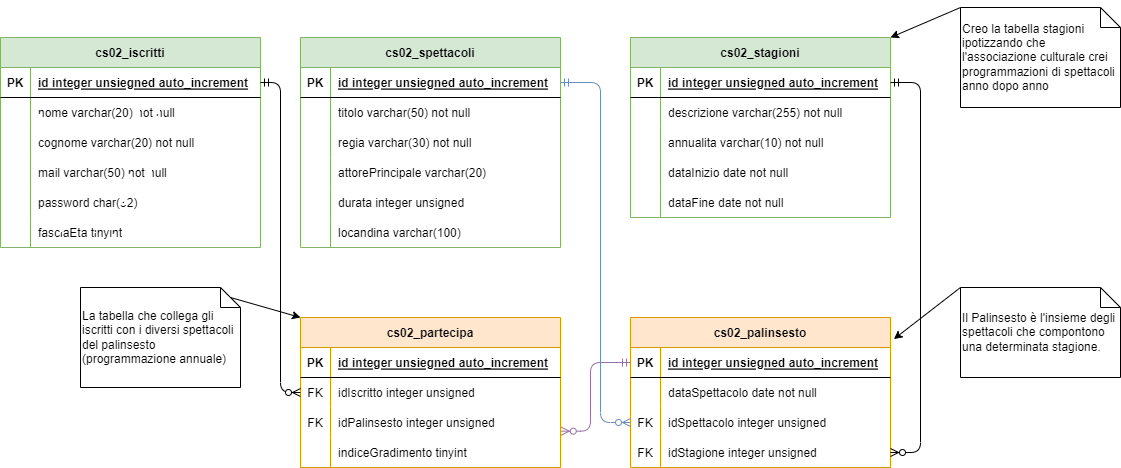 cs02_iscritti
PK id integer unsiegned auto_increment
nome varchar(20) not null
cognome varchar(20) not null
mail varchar(50) not null
password char(32)
fasciaEta tinyint
cs02_spettacoli
PK id integer unsiegned auto_increment
titolo varchar(50) not null
regia varchar(30) not null
attorePrincipale varchar(20)
durata integer unsigned
locandina varchar(100)
cs02_stagioni
PK id integer unsiegned auto_increment
descrizione varchar(255) not null
annualita varchar(10) not null
dataInizio date not null
dataFine date not null
Creo la tabella stagioni
ipotizzando che
l'associazione culturale crei
programmazioni di spettacoli
anno dopo anno
La tabella che collega gli
iscritti con i diversi spettacoli
del palinsesto
(programmazione annuale)
cs02_partecipa
PK id integer unsiegned auto_increment
FK idIscritto integer unsigned
FK idPalinsesto integer unsigned
indiceGradimento tinyint
cs02_palinsesto
PK id integer unsiegned auto_increment
dataSpettacolo date not null
FK idSpettacolo integer unsigned
FK idStagione integer unsigned
Il Palinsesto è l'insieme degli
spettacoli che compontono
una determinata stagione.